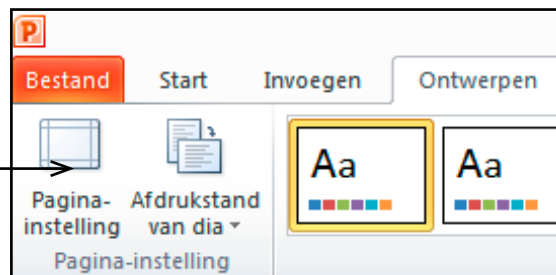 P
Bestand Start Invoegen Ontwerpen
Aa Aa
Pagina- Afdrukstand
instelling van dia
Pagina-instelling